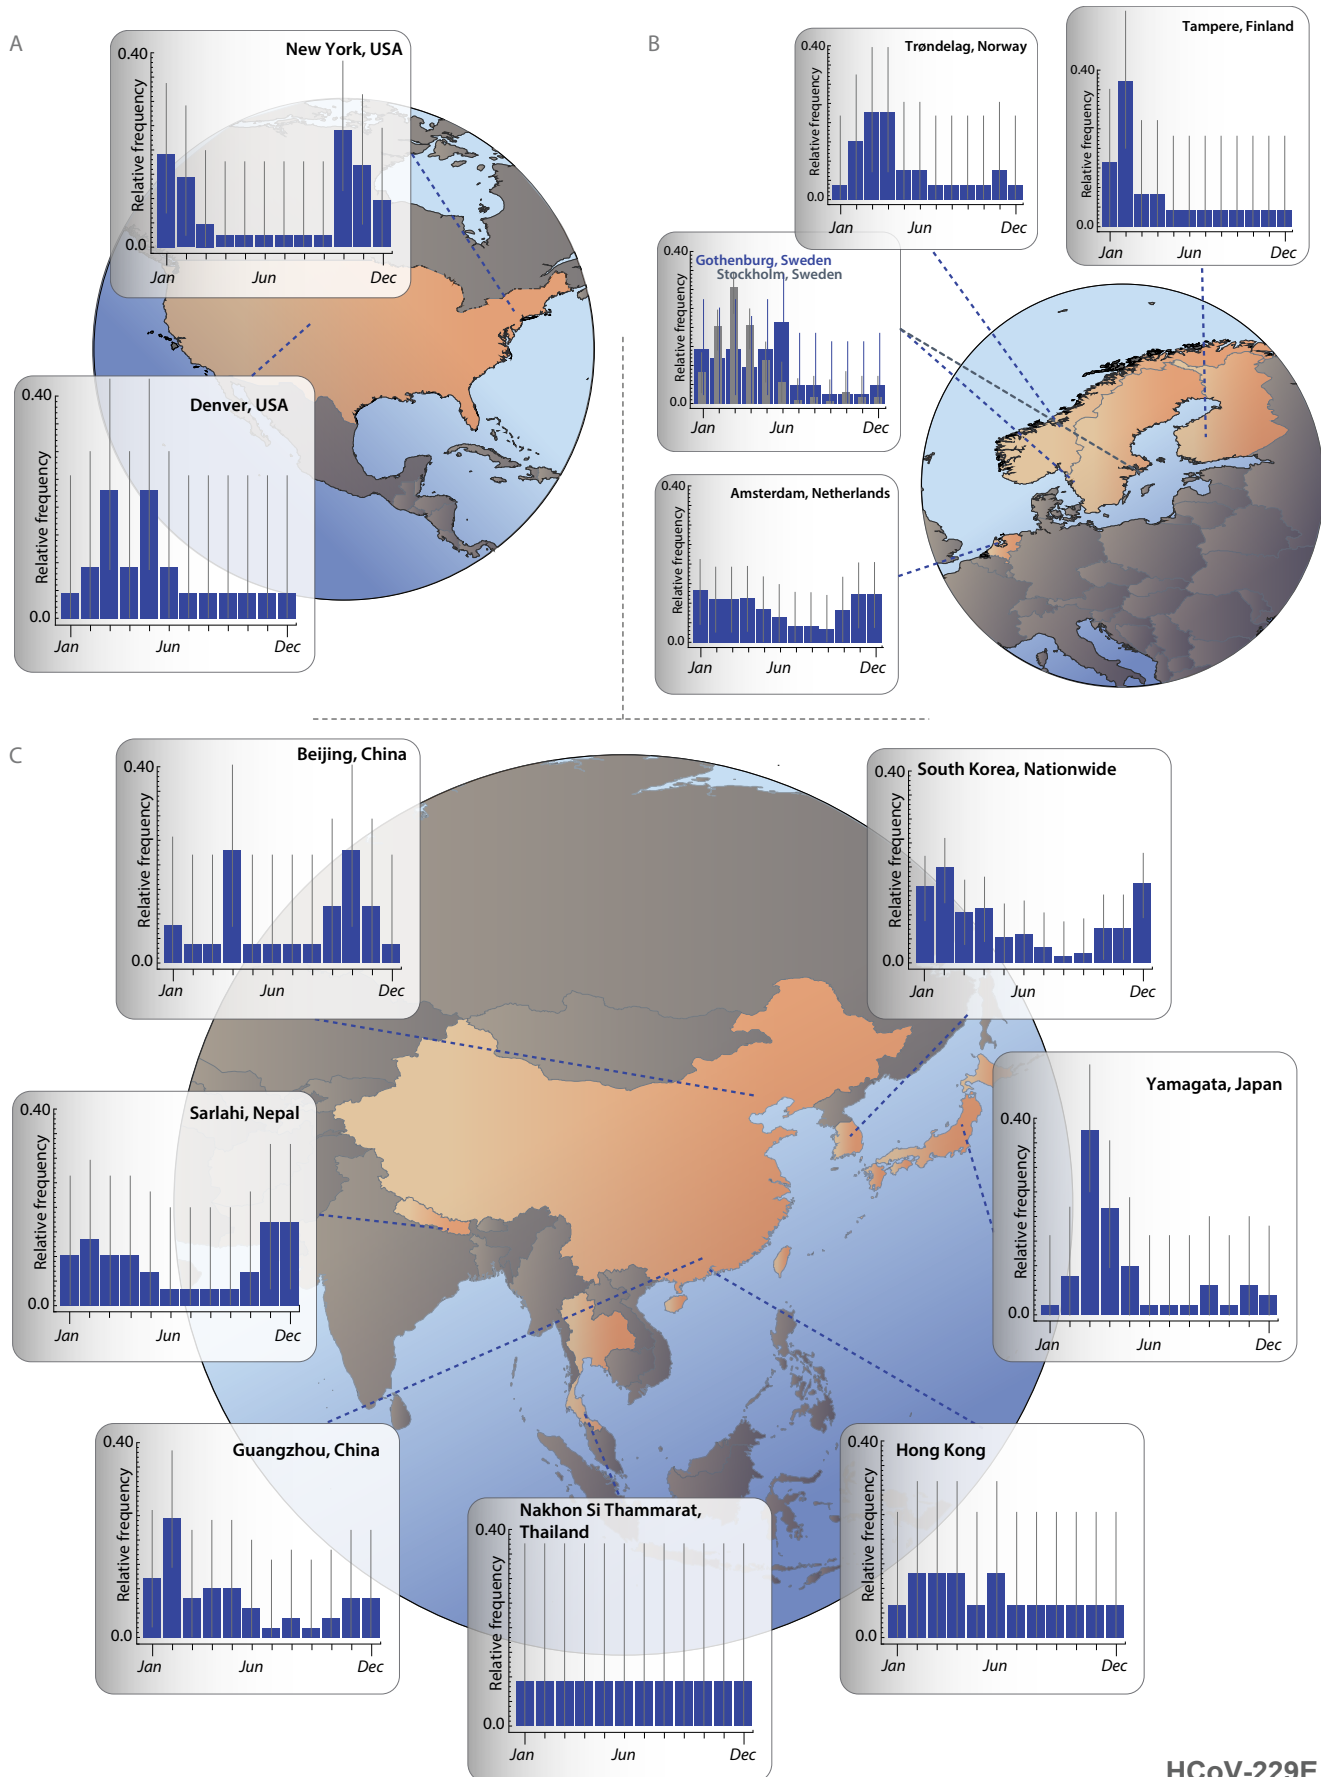 A
New York, USA
0.40
Relative frequency
0.0
Jan
Jun
Dec
Denver, USA
0.40
Relative frequency
0.0
Jan
Jun
Dec
B
Trøndelag, Norway
0.40
Relative frequency
0.0
Jan
Jun
Dec
Tampere, Finland
0.40
Relative frequency
0.0
Jan
Jun
Dec
0.40
Gothenburg, Sweden
Stockholm, Sweden
Relative frequency
0.0
Jan
Jun
Dec
0.40
Amsterdam, Netherlands
Relative frequency
0.0
Jan
Jun
Dec
C
Beijing, China
0.40
Relative frequency
0.0
Jan
Jun
Dec
South Korea, Nationwide
0.40
Relative frequency
0.0
Jan
Jun
Dec
Sarlahi, Nepal
0.40
Relative frequency
0.0
Jan
Jun
Dec
Yamagata, Japan
0.40
Relative frequency
0.0
Jan
Jun
Dec
Guangzhou, China
0.40
Relative frequency
0.0
Jan
Jun
Dec
Nakhon Si Thammarat,
Thailand
0.40
Relative frequency
0.0
Jan
Jun
Dec
Hong Kong
0.40
Relative frequency
0.0
Jan
Jun
Dec
HCoV-229E